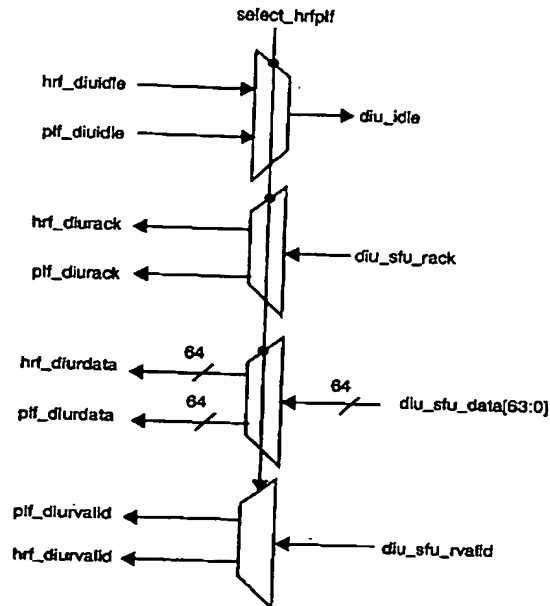 select_hrfplf
hrf_diuidle
plf_diuidle
diu_idle
hrf_diurack
plf_diurack
diu_sfu_rack
hrf_diurdata
64
plf_diurdata
64
64
diu_sfu_data[63:0]
plf_diurvalid
hrf_diurvalid
diu_sfu_rvalid